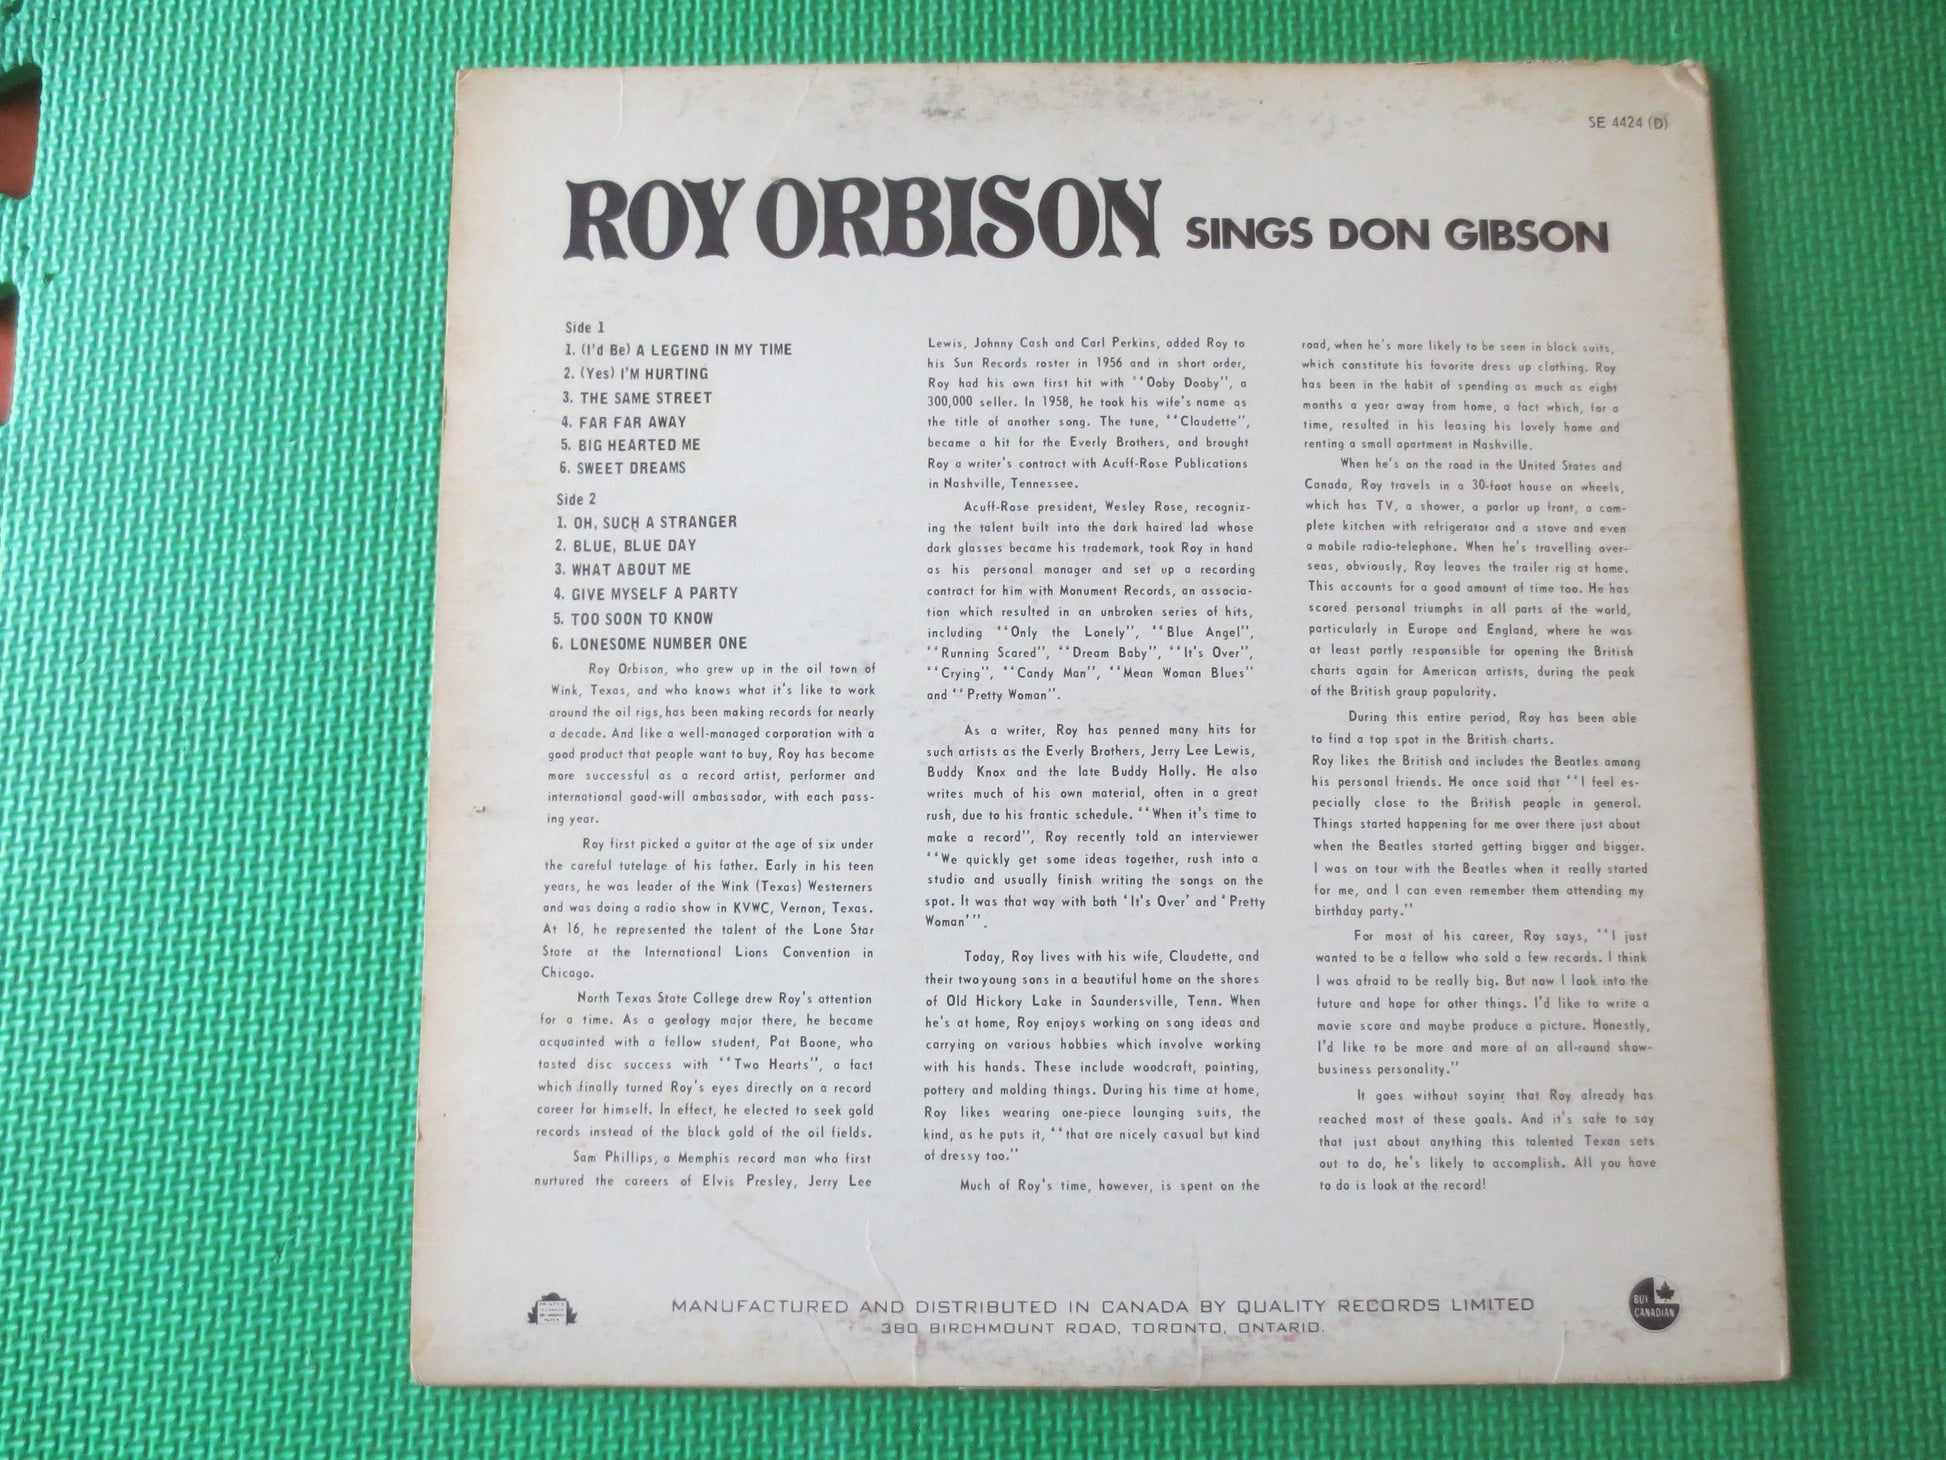 SE 4424 (D)
ROY ORBISON SINGS DON GIBSON
Side 1
1. (I'd Be) A LEGEND IN MY TIME
2. (Yes) I'M HURTING
3. THE SAME STREET
4. FAR FAR AWAY
5. BIG HEARTED ME
6. SWEET DREAMS
Side 2
1. OH, SUCH A STRANGER
2. BLUE, BLUE DAY
3. WHAT ABOUT ME
4. GIVE MYSELF A PARTY
5. TOO SOON TO KNOW
6. LONESOME NUMBER ONE
Roy Orbison, who grew up in the oil town of
Wink, Texas, and who knows what it's like to work
around the oil rigs, has been making records for nearly
a decade. And like a well-managed corporation with a
good product that people want to buy, Roy has become
more successful as a record artist, performer and
international good-will ambassador, with each pass-
ing year.
Roy first picked a guitar at the age of six under
the careful tutelage of his father. Early in his teen
years, he was leader of the Wink (Texas) Westerners
and was doing a radio show in KVWC, Vernon, Texas.
At 16, he represented the talent of the Lone Star
State at the International Lions Convention in
Chicago.
North Texas State College drew Roy's attention
for a time. As a geology major there, he became
acquainted with a fellow student, Pat Boone, who
tasted disc success with "Two Hearts", a fact
which finally turned Roy's eyes directly on a record
career for himself. In effect, he elected to seek gold
records instead of the black gold of the oil fields.
Sam Phillips, a Memphis record man who first
nurtured the careers of Elvis Presley, Jerry Lee
Lewis, Johnny Cash and Carl Perkins, added Roy to
his Sun Records roster in 1956 and in short order,
Roy had his own first hit with "Ooby Dooby", a
300,000 seller. In 1958, he took his wife's name as
the title of another song. The tune, "Claudette",
became a hit for the Everly Brothers, and brought
Roy a writer's contract with Acuff-Rose Publications
in Nashville, Tennessee.
Acuff-Rose president, Wesley Rose, recogniz-
ing the talent built into the dark haired lad whose
dark glasses became his trademark, took Roy in hand
as his personal manager and set up a recording
contract for him with Monument Records, an associa-
tion which resulted in an unbroken series of hits,
including "Only the Lonely", "Blue Angel",
"Running Scared", "Dream Baby", "It's Over",
"Crying", "Candy Man", "Mean Woman Blues"
and "Pretty Woman".
As a writer, Roy has penned many hits for
such artists as the Everly Brothers, Jerry Lee Lewis,
Buddy Knox and the late Buddy Holly. He also
writes much of his own material, often in a great
rush, due to his frantic schedule. "When it's time to
make a record", Roy recently told an interviewer
"We quickly get some ideas together, rush into a
studio and usually finish writing the songs on the
spot. It was that way with both 'It's Over' and 'Pretty
Woman'".
Today, Roy lives with his wife, Claudette, and
their two young sons in a beautiful home on the shores
of Old Hickory Lake in Saundersville, Tenn. When
he's at home, Roy enjoys working on song ideas and
carrying on various hobbies which involve working
with his hands. These include woodcraft, painting,
pottery and molding things. During his time at home,
Roy likes wearing one-piece lounging suits, the
kind, as he puts it, "that are nicely casual but kind
of dressy too."
Much of Roy's time, however, is spent on the
road, when he's more likely to be seen in black suits,
which constitute his favorite dress up clothing. Roy
has been in the habit of spending as much as eight
months a year away from home, a fact which, for a
time, resulted in his leasing his lovely home and
renting a small apartment in Nashville.
When he's on the road in the United States and
Canada, Roy travels in a 30-foot house on wheels,
which has TV, a shower, a parlor up front, a com-
plete kitchen with refrigerator and a stove and even
a mobile radio-telephone. When he's travelling over-
seas, obviously, Roy leaves the trailer rig at home.
This accounts for a good amount of time too. He has
scored personal triumphs in all parts of the world,
particularly in Europe and England, where he was
at least partly responsible for opening the British
charts again for American artists, during the peak
of the British group popularity.
During this entire period, Roy has been able
to find a top spot in the British charts.
Roy likes the British and includes the Beatles among
his personal friends. He once said that "I feel es-
pecially close to the British people in general.
Things started happening for me over there just about
when the Beatles started getting bigger and bigger.
I was on tour with the Beatles when it really started
for me, and I can even remember them attending my
birthday party."
For most of his career, Roy says, "I just
wanted to be a fellow who sold a few records. I think
I was afraid to be really big. But now I look into the
future and hope for other things. I'd like to write a
movie score and maybe produce a picture. Honestly,
I'd like to be more and more of an all-round show-
business personality."
It goes without saying that Roy already has
reached most of these goals. And it's safe to say
that just about anything this talented Texan sets
out to do, he's likely to accomplish. All you have
to do is look at the record!
MANUFACTURED AND DISTRIBUTED IN CANADA BY QUALITY RECORDS LIMITED
380 BIRCHMOUNT ROAD, TORONTO, ONTARIO.
BUY
CANADIAN